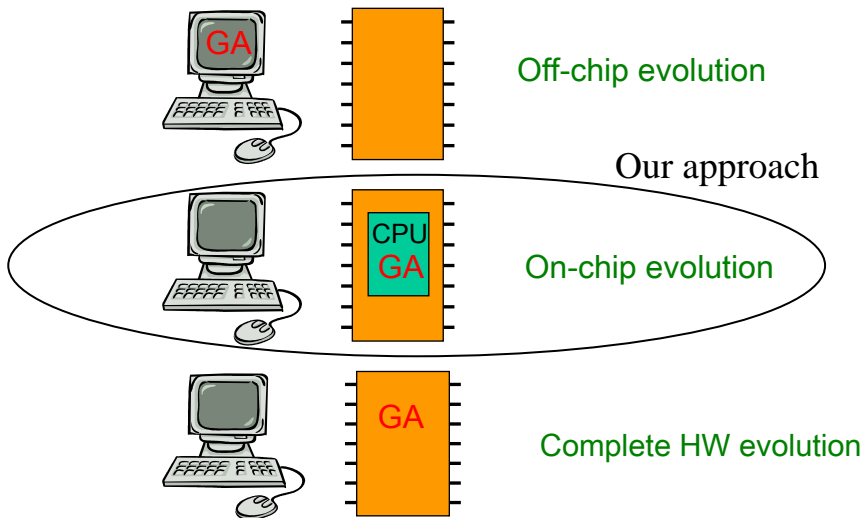 GA
Off-chip evolution
Our approach
CPU
GA
On-chip evolution
GA
Complete HW evolution